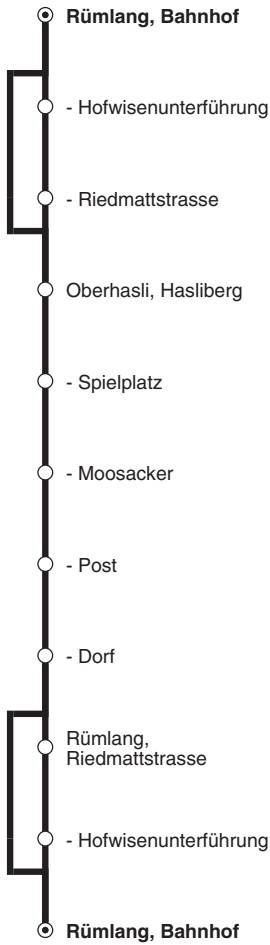 Rümlang, Bahnhof
- Hofwisenunterführung
- Riedmattstrasse
Oberhasli, Hasliberg
- Spielplatz
- Moosacker
- Post
- Dorf
Rümlang,
Riedmattstrasse
- Hofwisenunterführung
Rümlang, Bahnhof